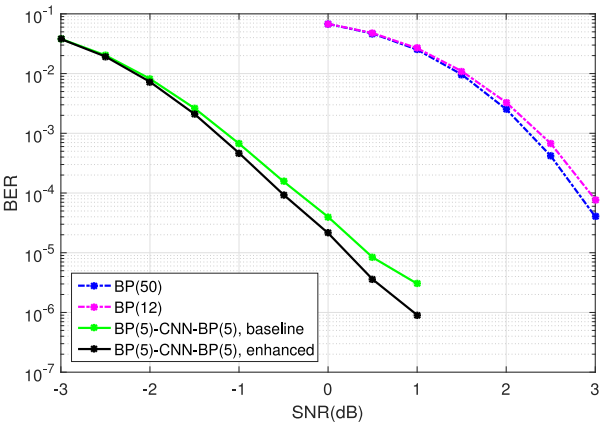 10^-1
10^-2
10^-3
10^-4
10^-5
10^-6
10^-7
BER
BP(50)
BP(12)
BP(5)-CNN-BP(5), baseline
BP(5)-CNN-BP(5), enhanced
-3 -2 -1 0 1 2 3
SNR(dB)